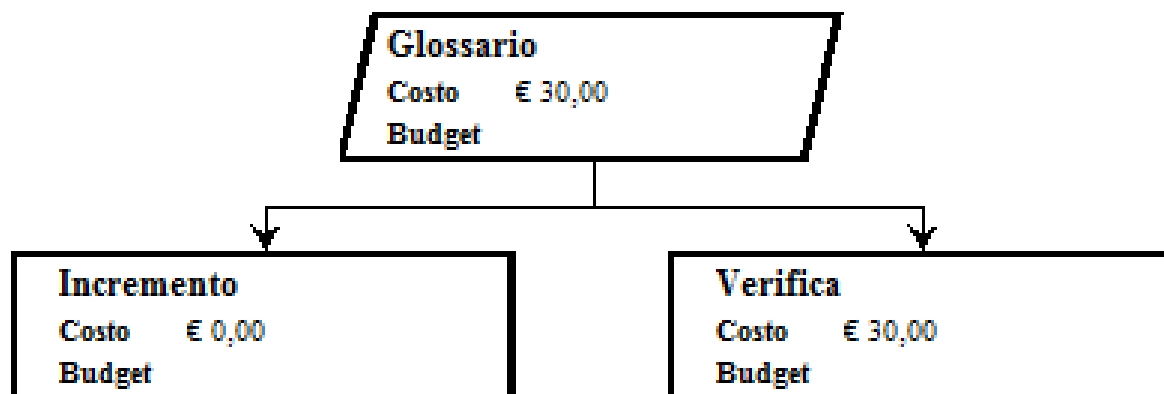 Glossario
Costo € 30,00
Budget
Incremento
Costo € 0,00
Budget
Verifica
Costo € 30,00
Budget